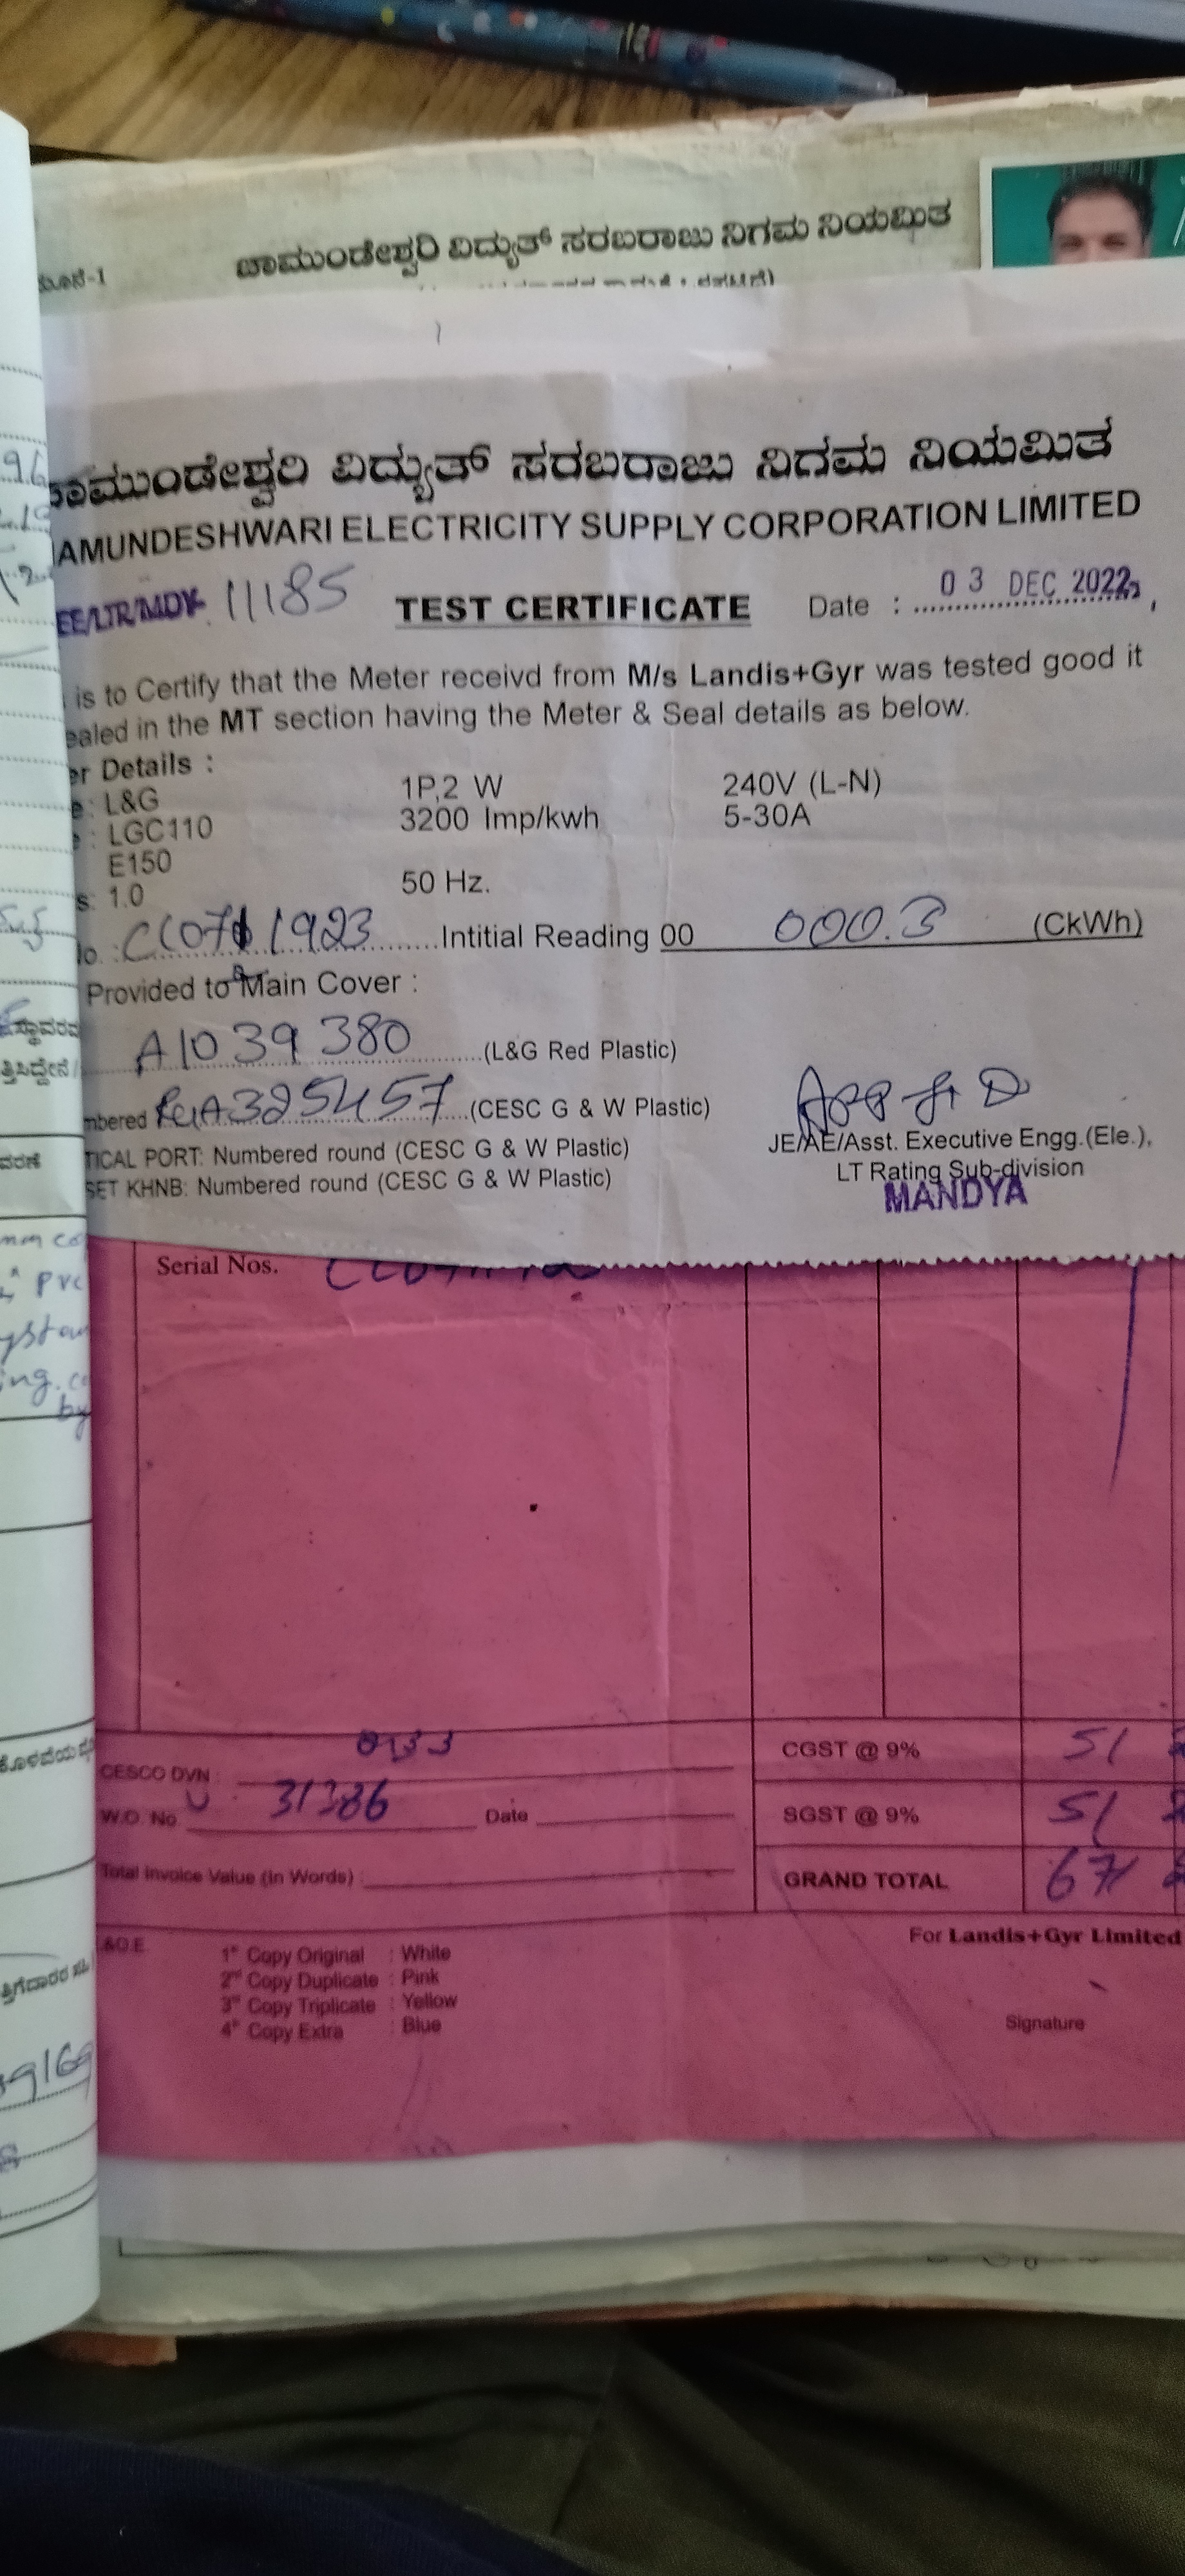 ಮೂನೆ-1
ಚಾಮುಂಡೇಶ್ವರಿ ವಿದ್ಯುತ್ ಸರಬರಾಜು ನಿಗಮ ನಿಯಮಿತ
ಾಮುಂಡೇಶ್ವರಿ ವಿದ್ಯುತ್ ಸರಬರಾಜು ನಿಗಮ ನಿಯಮಿತ
AMUNDESHWARI ELECTRICITY SUPPLY CORPORATION LIMITED
EE/LTR/MDY- 11185 TEST CERTIFICATE Date : 03 DEC 2022
is to Certify that the Meter receivd from M/s Landis+Gyr was tested good it
ealed in the MT section having the Meter & Seal details as below.
er Details :
e : L&G 1P,2 W 240V (L-N)
e : LGC110 3200 Imp/kwh 5-30A
E150
s: 1.0 50 Hz.
lo. : Intitial Reading 00 000.3 (CkWh)
Provided to Main Cover :
A1039380 (L&G Red Plastic)
mbered (CESC G & W Plastic)
TICAL PORT: Numbered round (CESC G & W Plastic)
SET KHNB: Numbered round (CESC G & W Plastic)
JE/AE/Asst. Executive Engg.(Ele.),
LT Rating Sub-division
MANDYA
Serial Nos.
CESCO DVN :
W.O. No 31386 Date
Total Invoice Value (in Words) :
CGST @ 9% 51
SGST @ 9% 51
GRAND TOTAL 671
&O.E.
1st Copy Original : White
2nd Copy Duplicate : Pink
3rd Copy Triplicate : Yellow
4th Copy Extra : Blue
For Landis+Gyr Limited
Signature